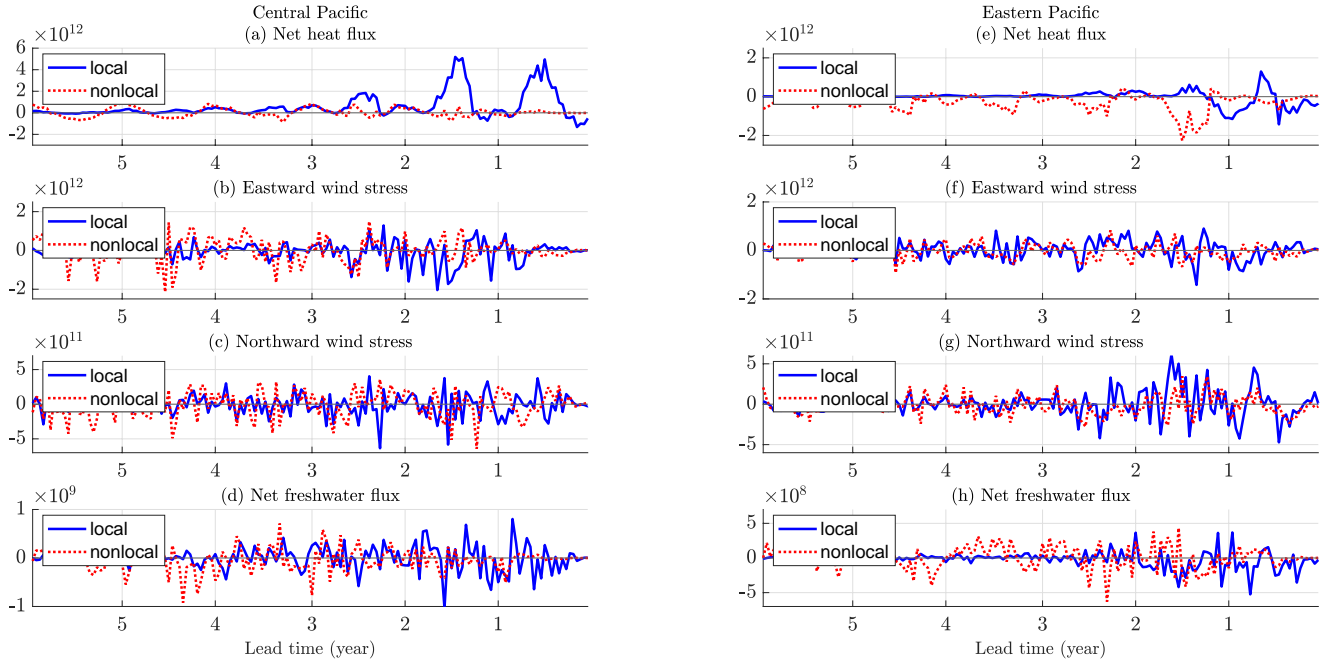 Central Pacific
(a) Net heat flux
×10¹²
6
4
2
0
-2
local
nonlocal
5 4 3 2 1
(b) Eastward wind stress
×10¹²
2
0
-2
local
nonlocal
5 4 3 2 1
(c) Northward wind stress
×10¹¹
5
0
-5
local
nonlocal
5 4 3 2 1
(d) Net freshwater flux
×10⁹
1
0
-1
local
nonlocal
5 4 3 2 1
Lead time (year)
Eastern Pacific
(e) Net heat flux
×10¹²
2
0
-2
local
nonlocal
5 4 3 2 1
(f) Eastward wind stress
×10¹²
2
0
-2
local
nonlocal
5 4 3 2 1
(g) Northward wind stress
×10¹¹
5
0
-5
local
nonlocal
5 4 3 2 1
(h) Net freshwater flux
×10⁸
5
0
-5
local
nonlocal
5 4 3 2 1
Lead time (year)